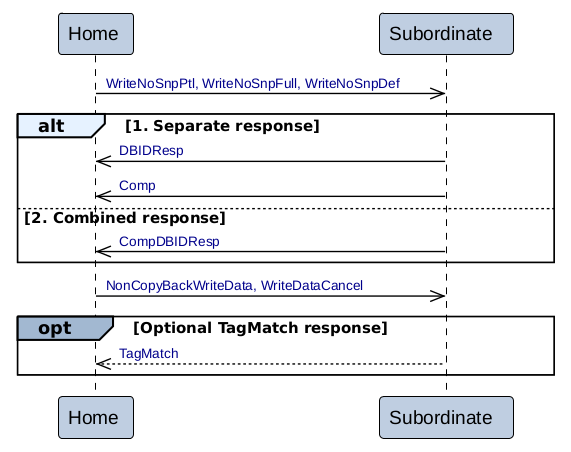 Home Subordinate
WriteNoSnpPtl, WriteNoSnpFull, WriteNoSnpDef
alt [1. Separate response]
DBIDResp
Comp
[2. Combined response]
CompDBIDResp
NonCopyBackWriteData, WriteDataCancel
opt [Optional TagMatch response]
TagMatch
Home Subordinate